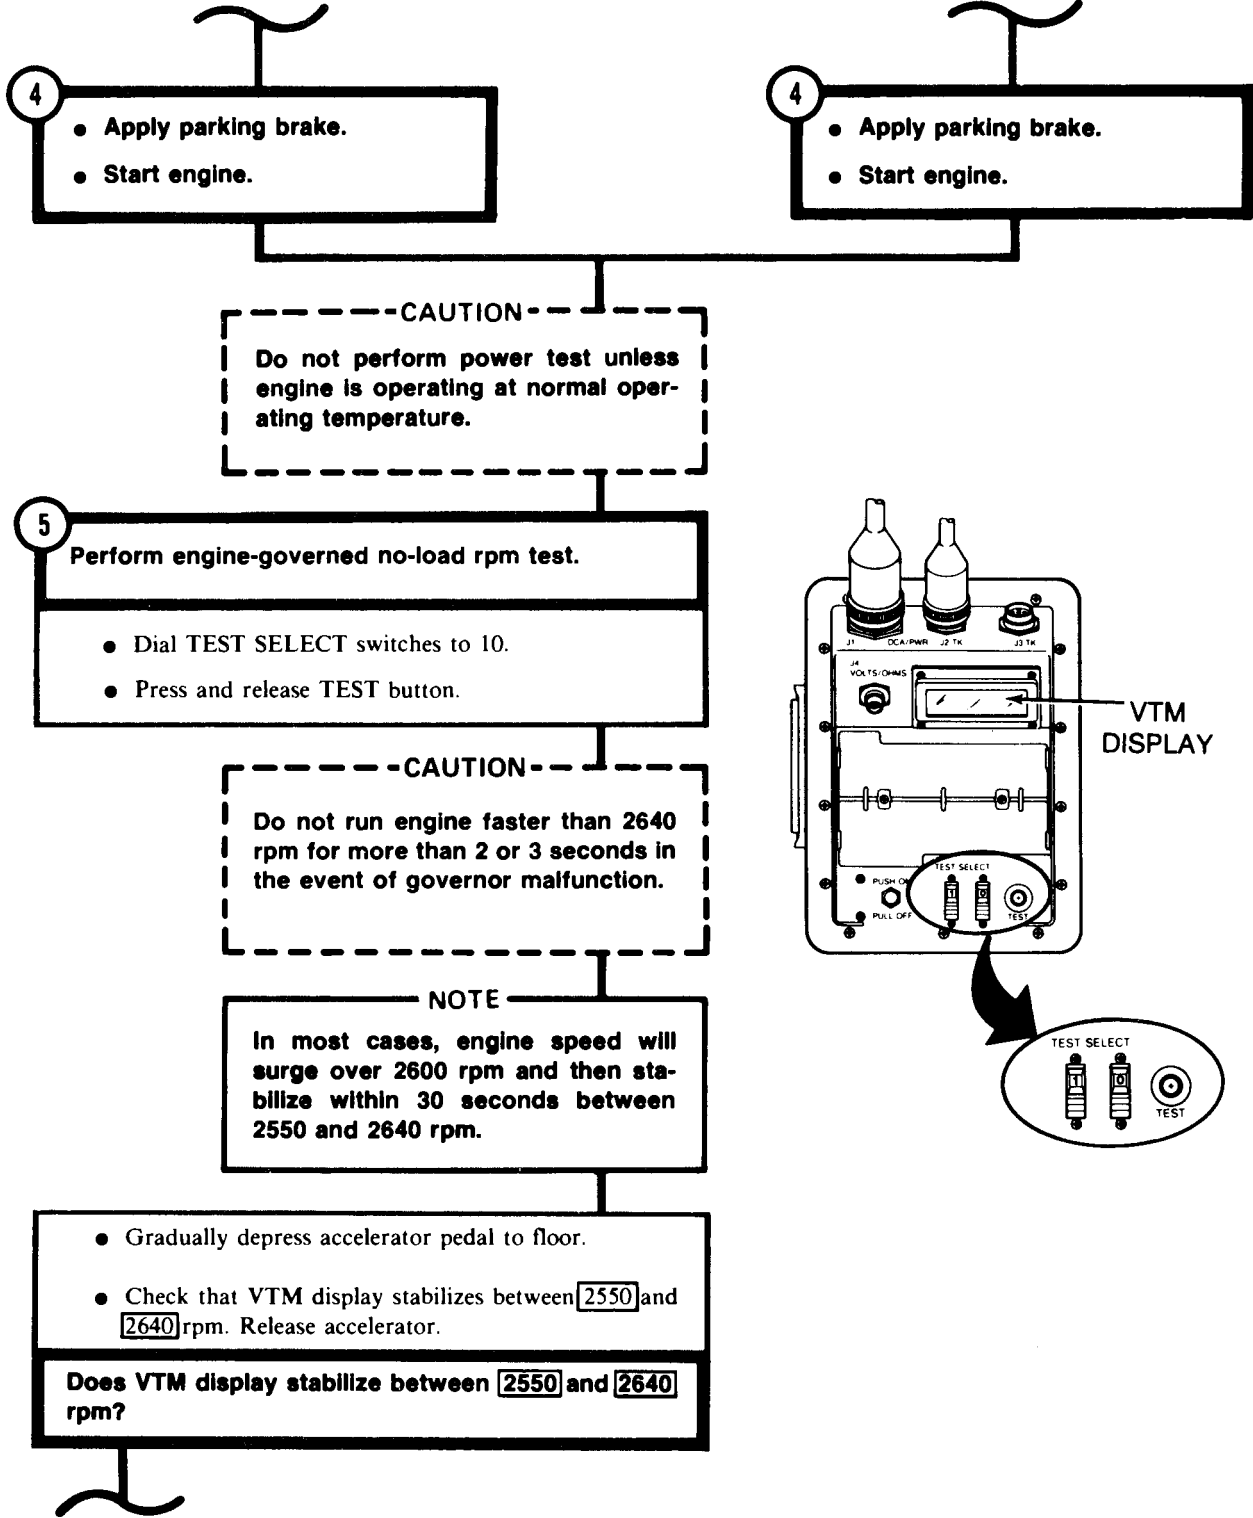 4
● Apply parking brake.
● Start engine.
4
● Apply parking brake.
● Start engine.
CAUTION
Do not perform power test unless
engine is operating at normal oper-
ating temperature.
5
Perform engine-governed no-load rpm test.
● Dial TEST SELECT switches to 10.
● Press and release TEST button.
CAUTION
Do not run engine faster than 2640
rpm for more than 2 or 3 seconds in
the event of governor malfunction.
NOTE
In most cases, engine speed will
surge over 2600 rpm and then sta-
bilize within 30 seconds between
2550 and 2640 rpm.
● Gradually depress accelerator pedal to floor.
● Check that VTM display stabilizes between 2550 and
2640 rpm. Release accelerator.
Does VTM display stabilize between 2550 and 2640
rpm?
J1 DCA/PWR J2 TK J3 TK
J4
VOLTS/OHMS
VTM
DISPLAY
TEST SELECT
PUSH ON
1 0
PULL OFF
TEST
TEST SELECT
1 0
TEST